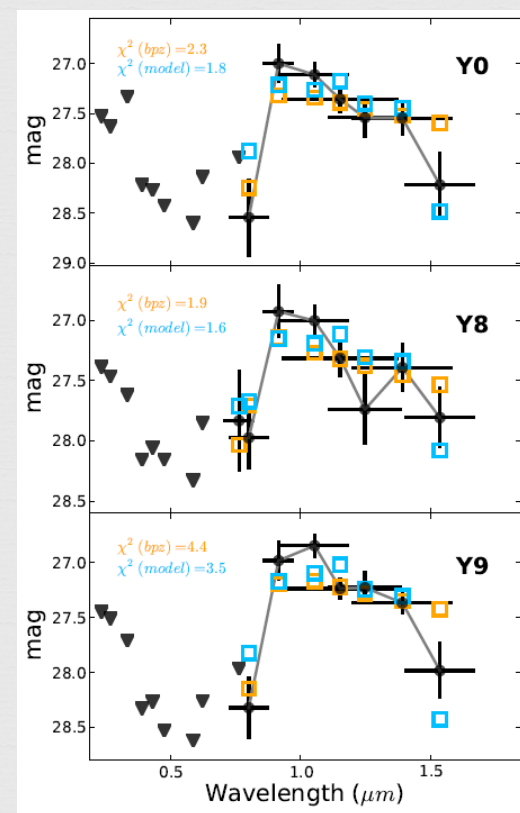 χ² (bpz) =2.3
χ² (model) =1.8
Y0
27.0
27.5
28.0
28.5
29.0
mag
χ² (bpz) =1.9
χ² (model) =1.6
Y8
27.0
27.5
28.0
28.5
mag
χ² (bpz) =4.4
χ² (model) =3.5
Y9
27.0
27.5
28.0
28.5
mag
0.5 1.0 1.5
Wavelength (μm)